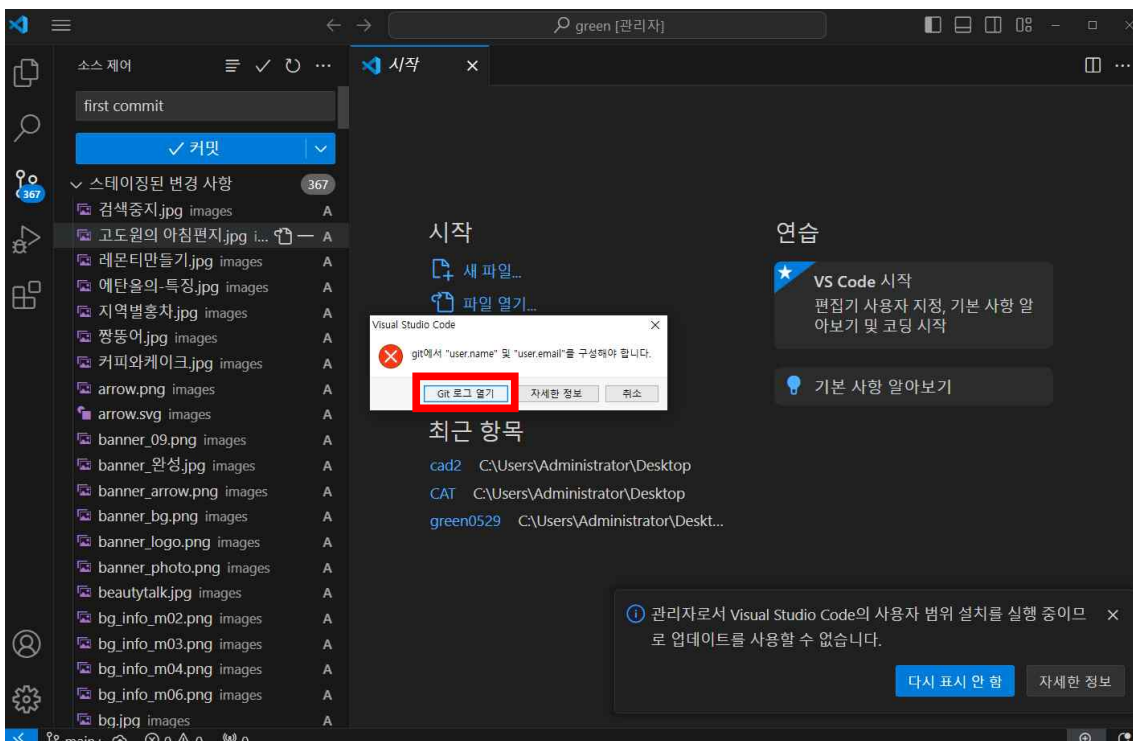 green [관리자]
소스 제어
시작
first commit
커밋
367
스테이징된 변경 사항 367
검색중지.jpg images A
고도원의 아침편지.jpg i... A
레몬티만들기.jpg images A
에탄올의-특징.jpg images A
지역별홍차.jpg images A
짱뚱어.jpg images A
커피와케이크.jpg images A
arrow.png images A
arrow.svg images A
banner_09.png images A
banner_완성.jpg images A
banner_arrow.png images A
banner_bg.png images A
banner_logo.png images A
banner_photo.png images A
beautytalk.jpg images A
bg_info_m02.png images A
bg_info_m03.png images A
bg_info_m04.png images A
bg_info_m06.png images A
bg.jpg images A
시작
새 파일...
파일 열기...
Visual Studio Code
git에서 "user.name" 및 "user.email"를 구성해야 합니다.
Git 로그 열기 자세한 정보 취소
최근 항목
cad2 C:\Users\Administrator\Desktop
CAT C:\Users\Administrator\Desktop
green0529 C:\Users\Administrator\Deskt...
연습
VS Code 시작
편집기 사용자 지정, 기본 사항 알
아보기 및 코딩 시작
기본 사항 알아보기
관리자로서 Visual Studio Code의 사용자 범위 설치를 실행 중이므
로 업데이트를 사용할 수 없습니다.
다시 표시 안 함 자세한 정보